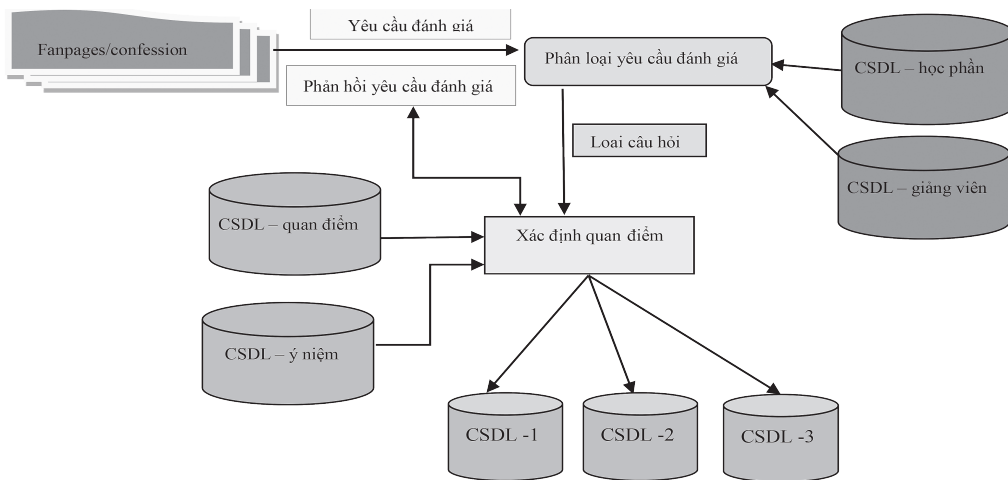 Yêu cầu đánh giá
Fanpages/confession
Phân loại yêu cầu đánh giá
CSDL – học phần
Phản hồi yêu cầu đánh giá
Loai câu hỏi
CSDL – giảng viên
CSDL – quan điểm
Xác định quan điểm
CSDL – ý niệm
CSDL -1
CSDL -2
CSDL -3